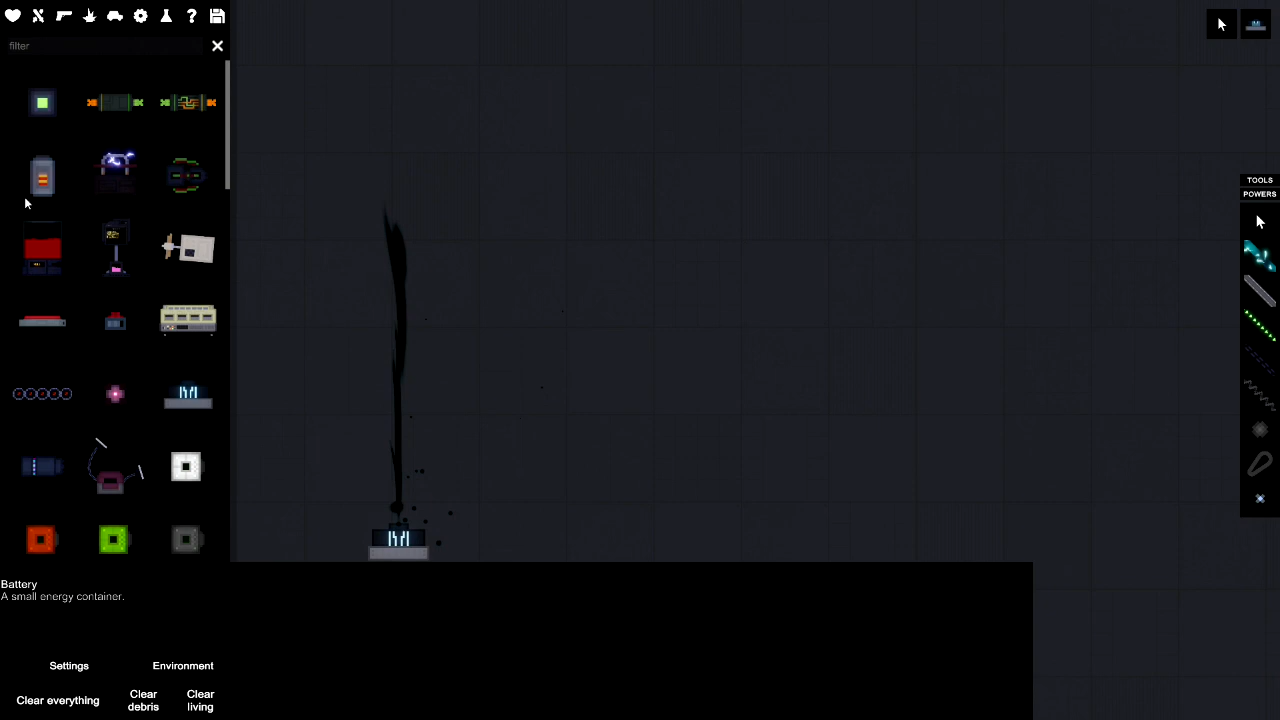 filter
TOOLS
POWERS
Battery
A small energy container.
Settings
Environment
Clear everything
Clear
debris
Clear
living